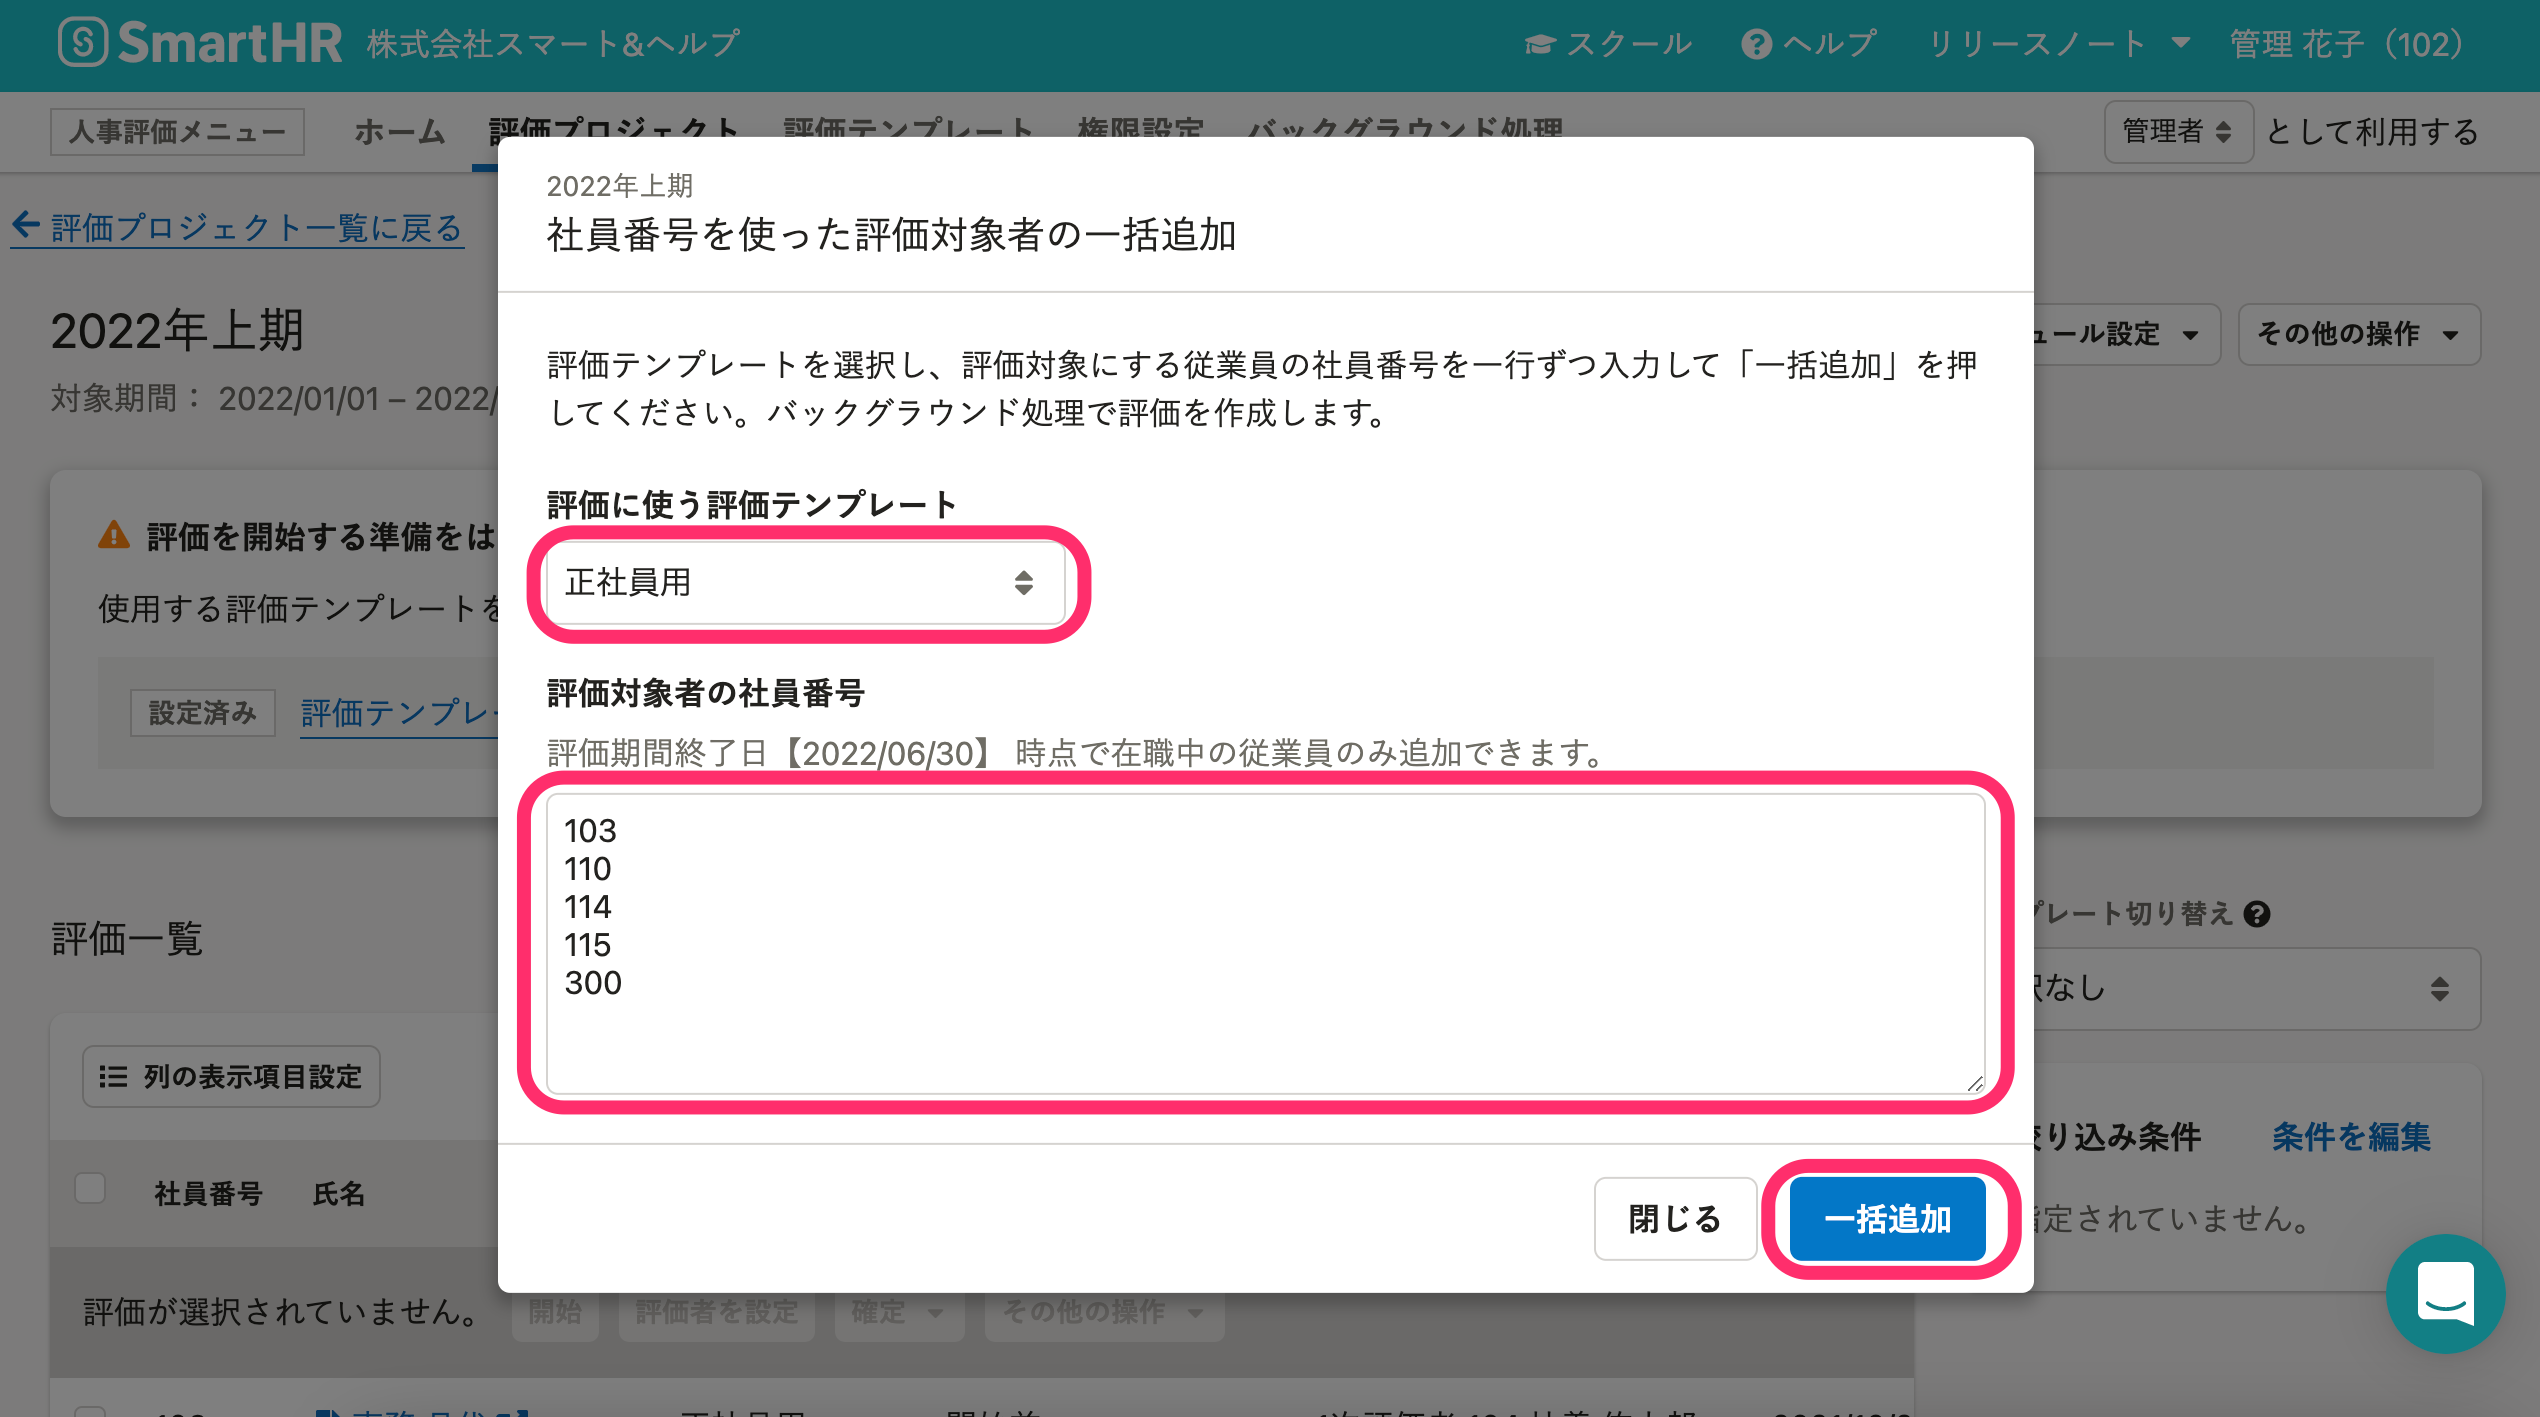 SmartHR 株式会社スマート&ヘルプ
スクール
ヘルプ
リリースノート
管理 花子（102）
人事評価メニュー
ホーム
評価プロジェクト
評価テンプレート
権限設定
バックグラウンド処理
管理者
として利用する
評価プロジェクト一覧に戻る
2022年上期
対象期間： 2022/01/01 – 2022/
ュール設定
その他の操作
評価を開始する準備をは
使用する評価テンプレートを
設定済み
評価テンプレー
評価一覧
列の表示項目設定
社員番号
氏名
評価が選択されていません。
開始
評価者を設定
確定
その他の操作
2022年上期
社員番号を使った評価対象者の一括追加
評価テンプレートを選択し、評価対象にする従業員の社員番号を一行ずつ入力して「一括追加」を押
してください。バックグラウンド処理で評価を作成します。
評価に使う評価テンプレート
正社員用
評価対象者の社員番号
評価期間終了日【2022/06/30】 時点で在職中の従業員のみ追加できます。
103
110
114
115
300
閉じる
一括追加
プレート切り替え
択なし
り込み条件
条件を編集
指定されていません。